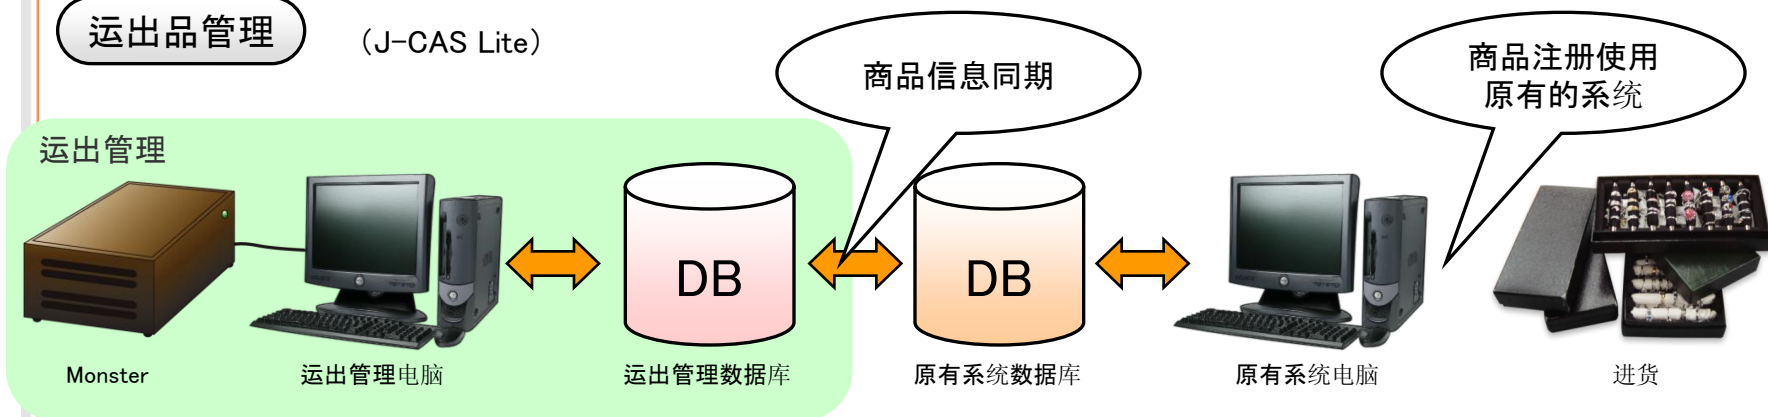 运出品管理
（J-CAS Lite）
商品信息同期
商品注册使用
原有的系统
运出管理
DB
DB
Monster
运出管理电脑
运出管理数据库
原有系统数据库
原有系统电脑
进货